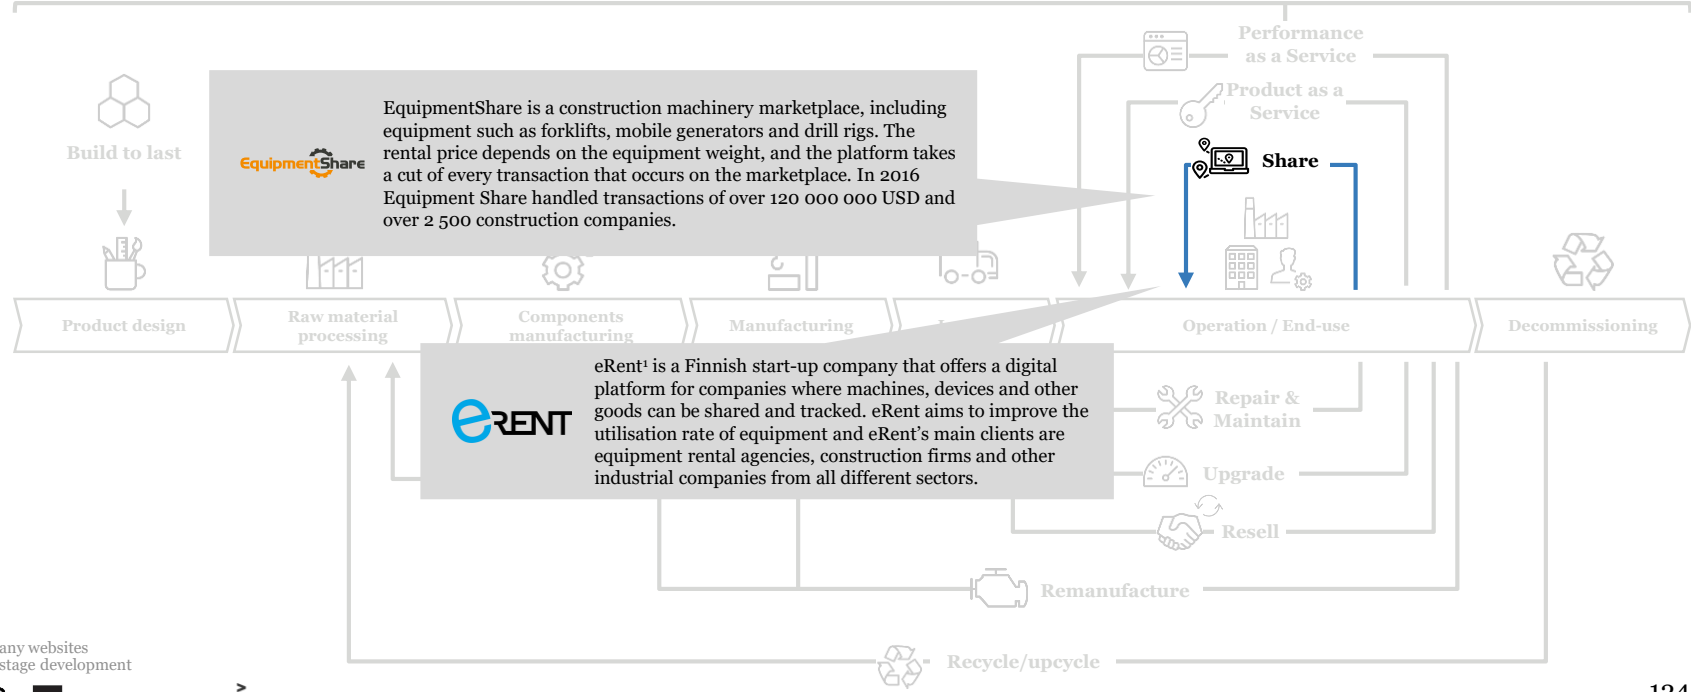 Performance
as a Service
Product as a
Service
Share
Build to last
EquipmentShare
EquipmentShare is a construction machinery marketplace, including
equipment such as forklifts, mobile generators and drill rigs. The
rental price depends on the equipment weight, and the platform takes
a cut of every transaction that occurs on the marketplace. In 2016
Equipment Share handled transactions of over 120 000 000 USD and
over 2 500 construction companies.
Product design
Raw material
processing
Components
manufacturing
Manufacturing
Operation / End-use
Decommissioning
eRENT
eRent¹ is a Finnish start-up company that offers a digital
platform for companies where machines, devices and other
goods can be shared and tracked. eRent aims to improve the
utilisation rate of equipment and eRent's main clients are
equipment rental agencies, construction firms and other
industrial companies from all different sectors.
Repair &
Maintain
Upgrade
Resell
Remanufacture
Recycle/upcycle
any websites
stage development